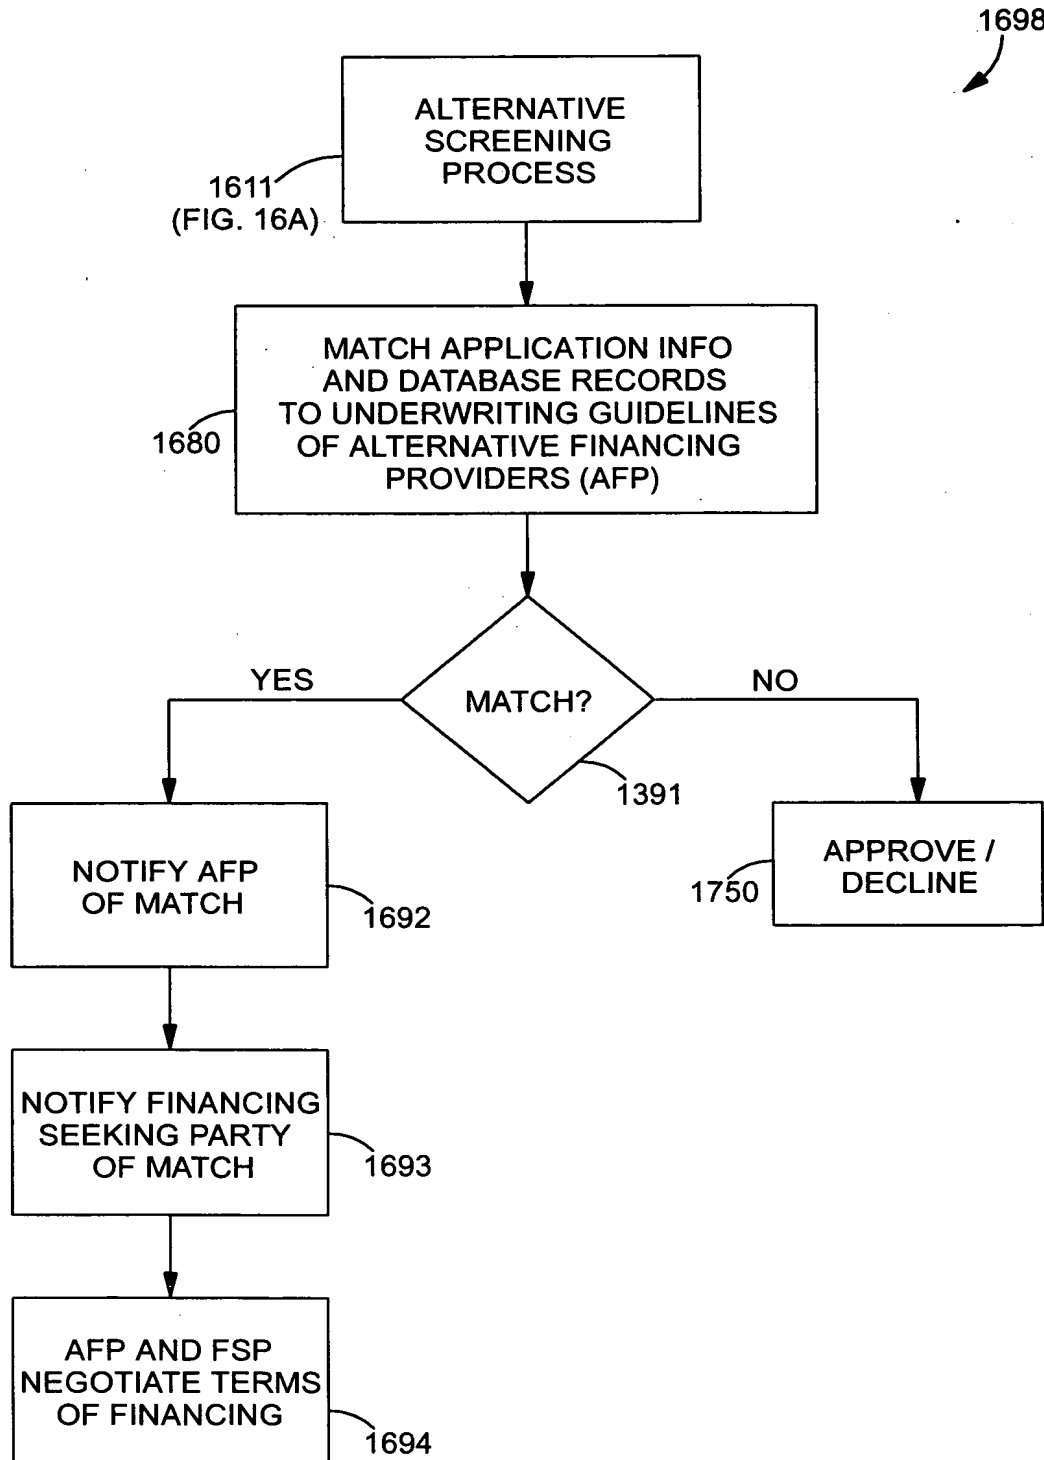 1698
ALTERNATIVE
SCREENING
PROCESS
1611
(FIG. 16A)
MATCH APPLICATION INFO
AND DATABASE RECORDS
TO UNDERWRITING GUIDELINES
OF ALTERNATIVE FINANCING
PROVIDERS (AFP)
1680
YES
MATCH?
NO
1391
NOTIFY AFP
OF MATCH
1692
APPROVE /
DECLINE
1750
NOTIFY FINANCING
SEEKING PARTY
OF MATCH
1693
AFP AND FSP
NEGOTIATE TERMS
OF FINANCING
1694